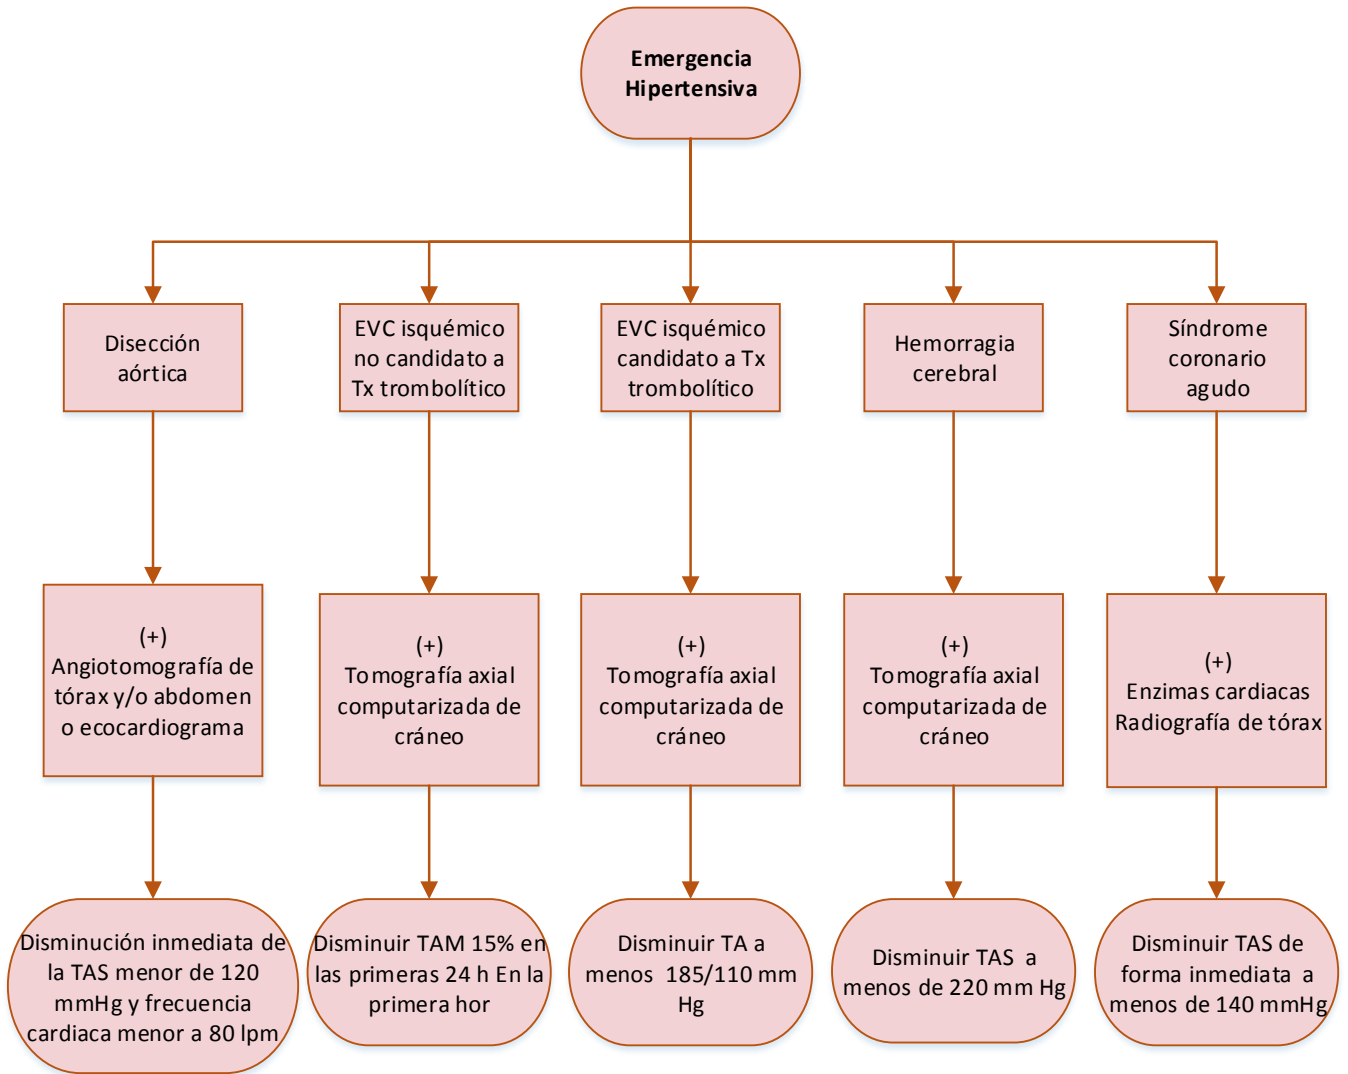 Emergencia
Hipertensiva
Disección
aórtica
EVC isquémico
no candidato a
Tx trombolítico
EVC isquémico
candidato a Tx
trombolítico
Hemorragia
cerebral
Síndrome
coronario
agudo
(+)
Angiotomografía de
tórax y/o abdomen
o ecocardiograma
(+)
Tomografía axial
computarizada de
cráneo
(+)
Tomografía axial
computarizada de
cráneo
(+)
Tomografía axial
computarizada de
cráneo
(+)
Enzimas cardiacas
Radiografía de tórax
Disminución inmediata de
la TAS menor de 120
mmHg y frecuencia
cardiaca menor a 80 lpm
Disminuir TAM 15% en
las primeras 24 h En la
primera hor
Disminuir TA a
menos 185/110 mm
Hg
Disminuir TAS a
menos de 220 mm Hg
Disminuir TAS de
forma inmediata a
menos de 140 mmHg